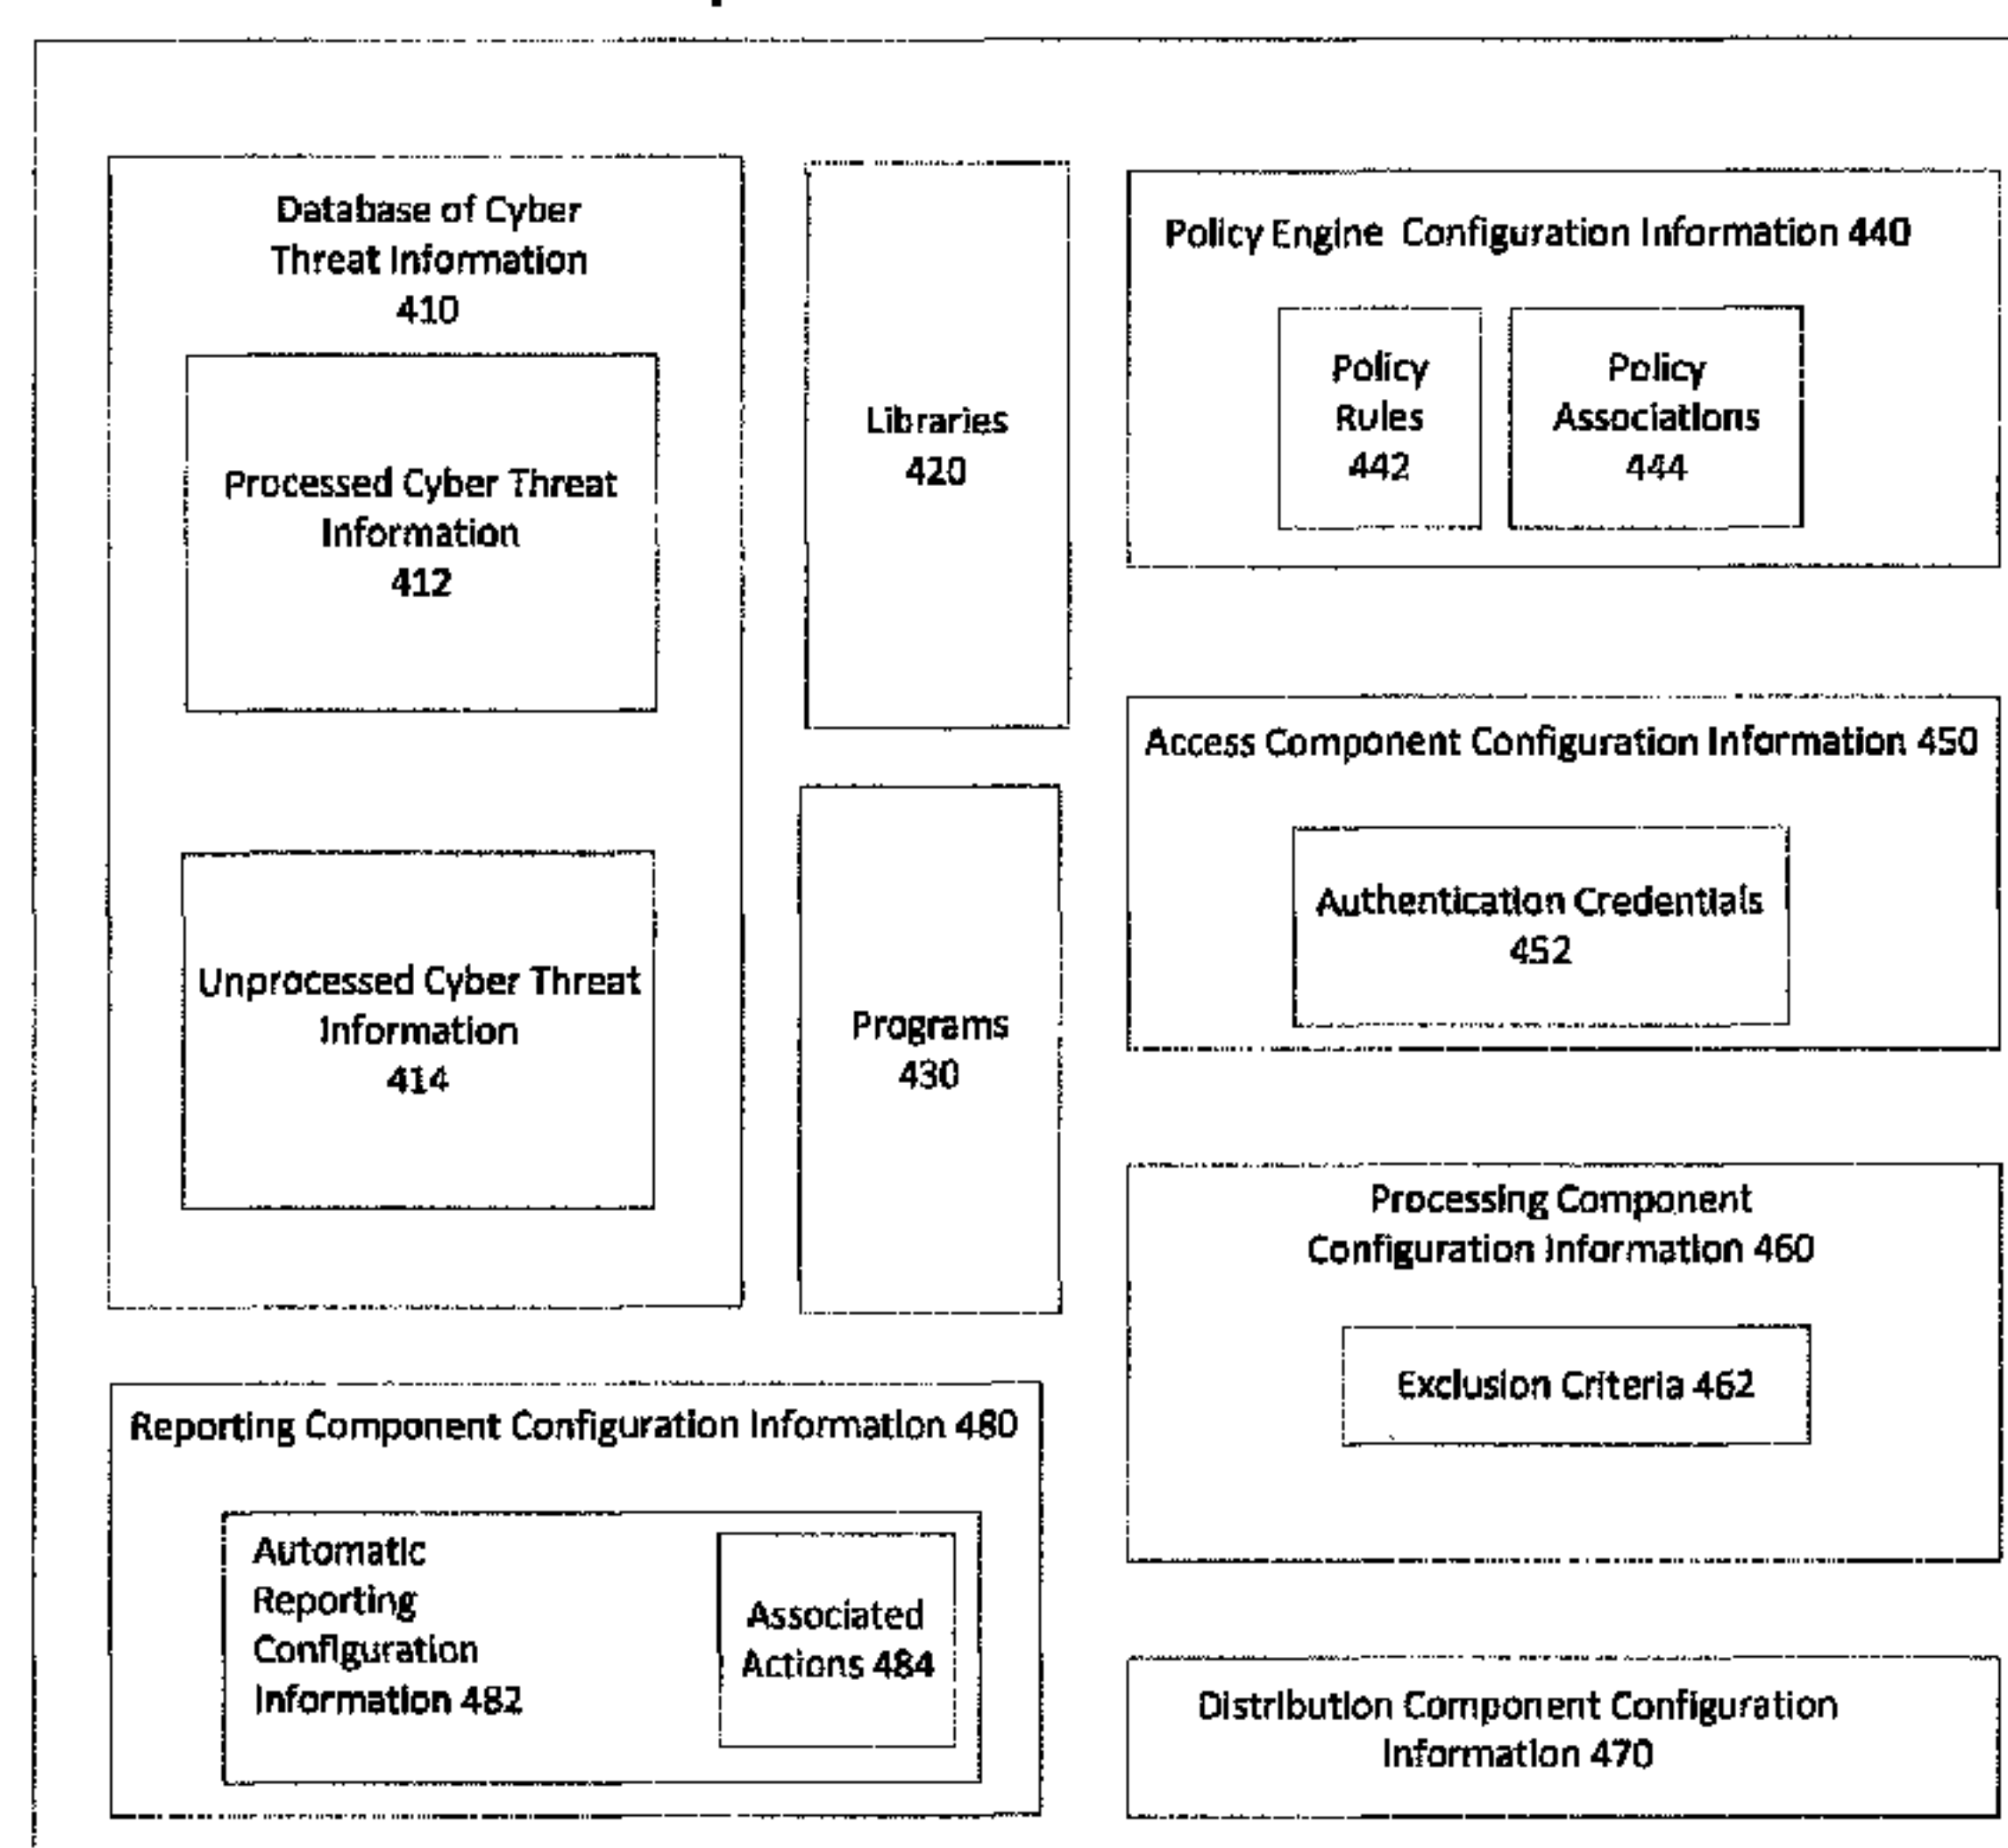 Database of Cyber
Threat Information
410
Processed Cyber Threat
Information
412
Unprocessed Cyber Threat
Information
414
Libraries
420
Programs
430
Policy Engine Configuration Information 440
Policy
Rules
442
Policy
Associations
444
Access Component Configuration Information 450
Authentication Credentials
452
Processing Component
Configuration Information 460
Exclusion Criteria 462
Reporting Component Configuration Information 480
Automatic
Reporting
Configuration
Information 482
Associated
Actions 484
Distribution Component Configuration
Information 470